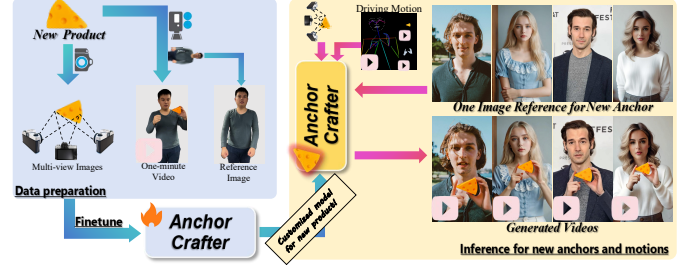 New Product
Multi-view Images
One-minute
Video
Reference
Image
Data preparation
Finetune
Anchor
Crafter
Customized model
for new product!
Driving Motion
Anchor
Crafter
FEST
One Image Reference for New Anchor
TFEST
Generated Videos
Inference for new anchors and motions